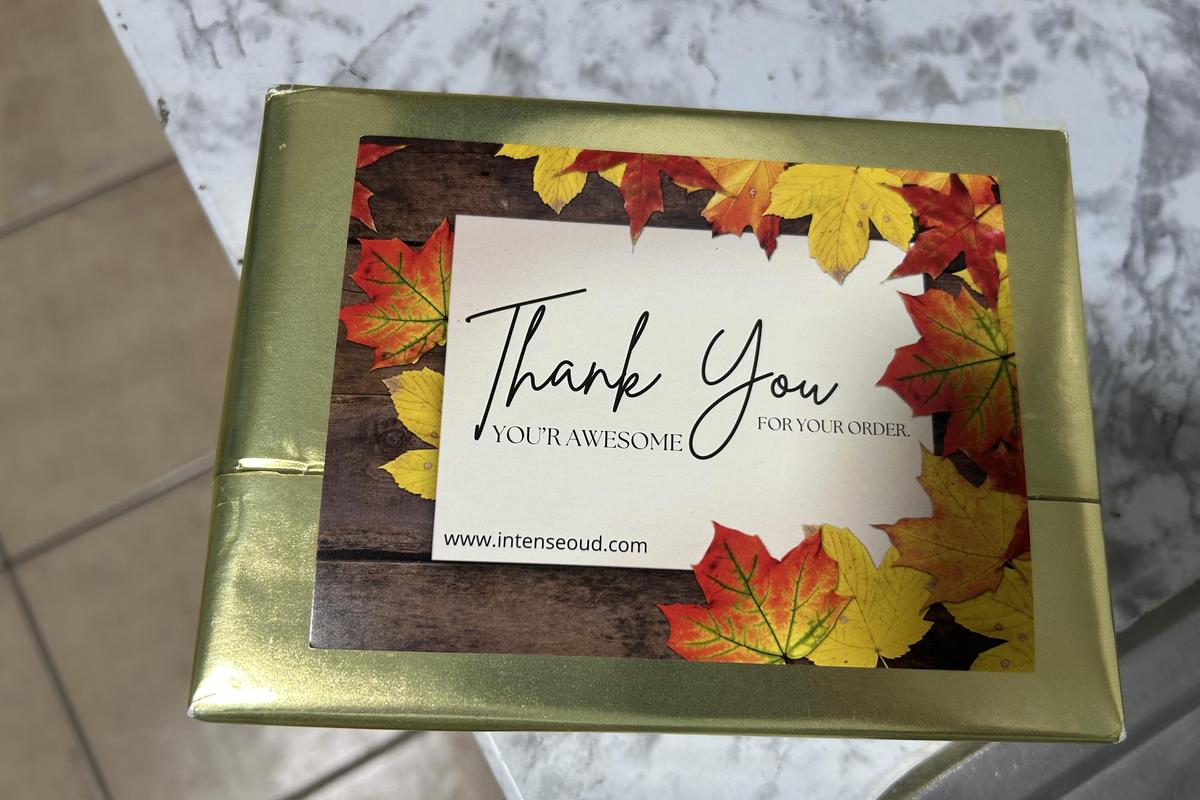 Thank You
YOU'R AWESOME
FOR YOUR ORDER.
www.intenseoud.com